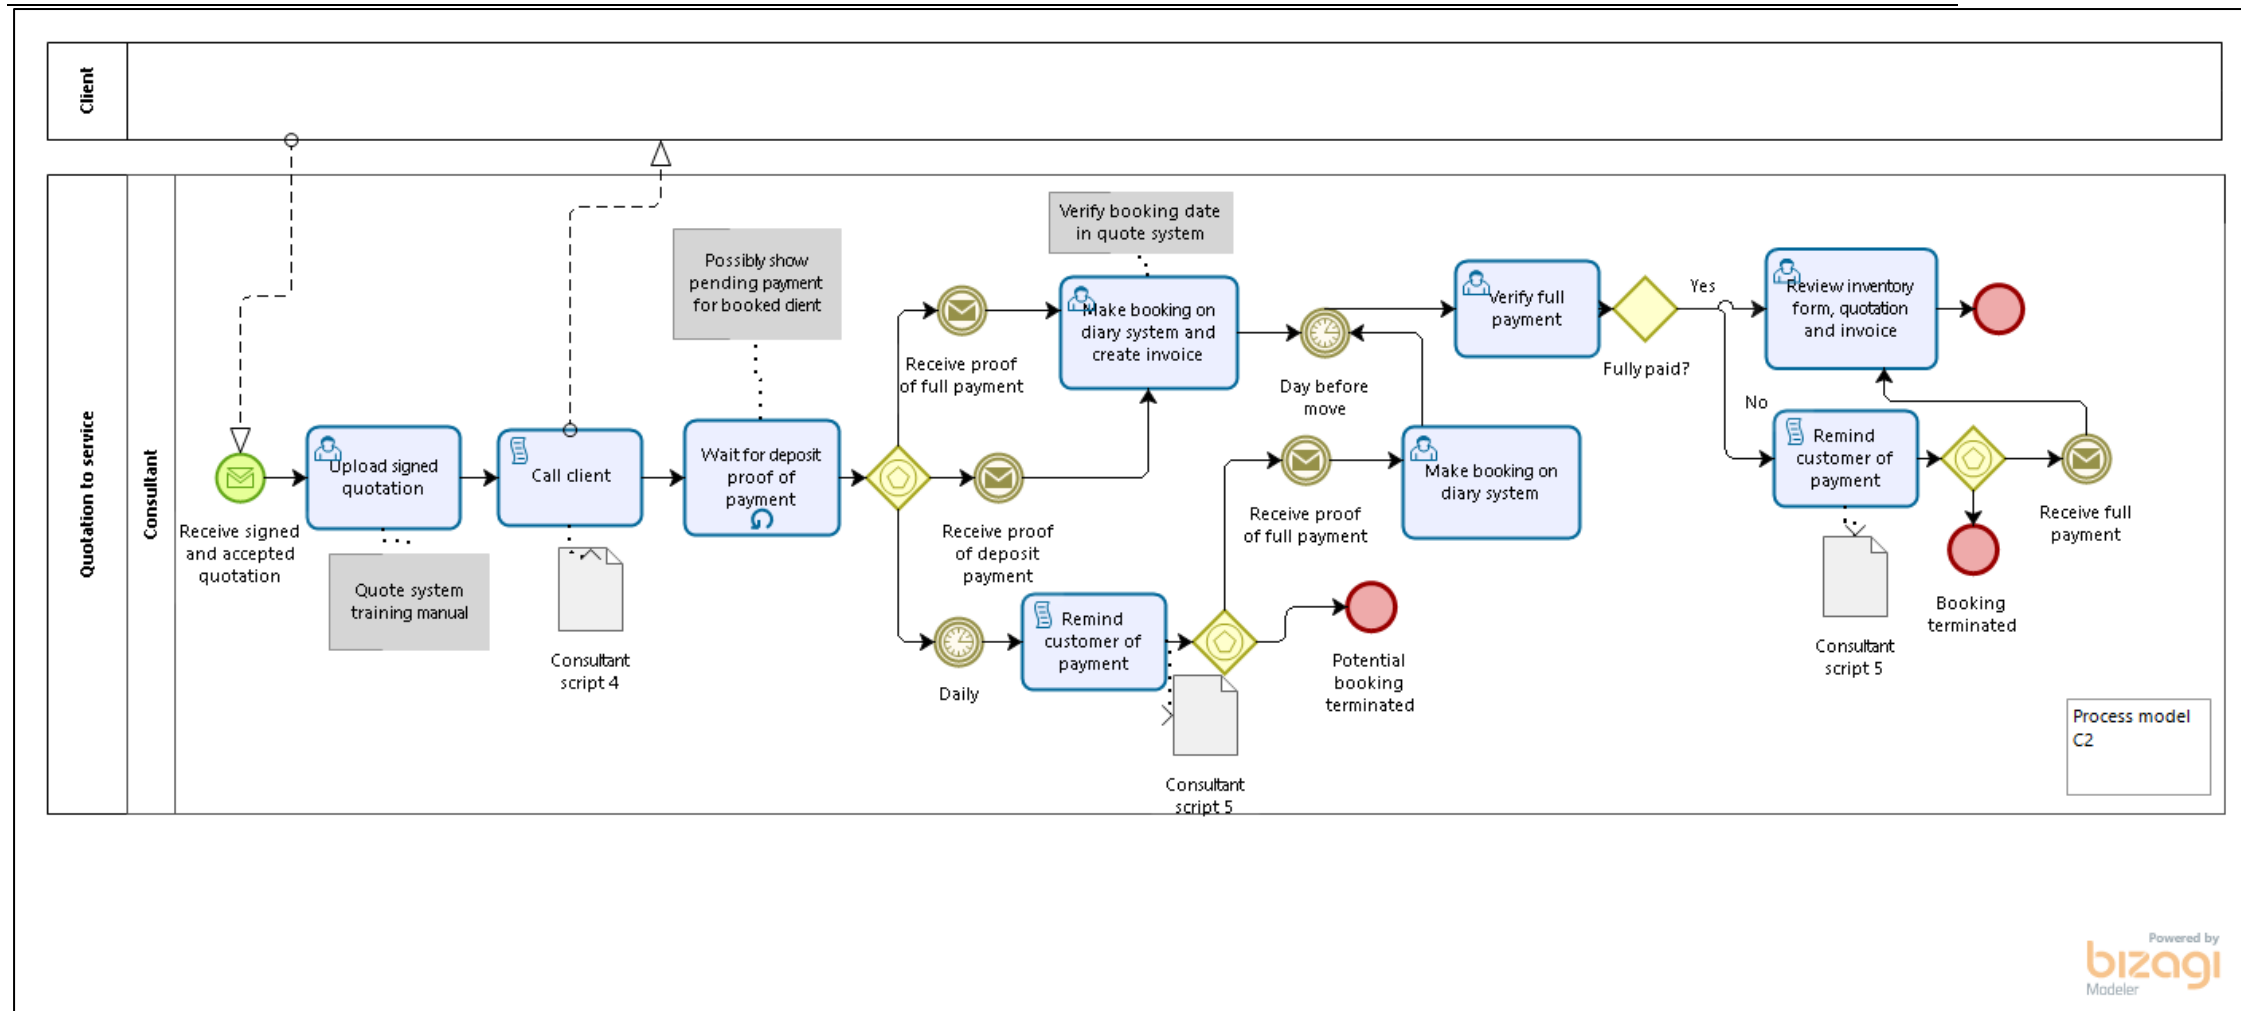 Client
Quotation to service
Consultant
Receive signed
and accepted
quotation
Upload signed
quotation
Quote system
training manual
Call client
Consultant
script 4
Possibly show
pending payment
for booked client
Wait for deposit
proof of
payment
Receive proof
of full payment
Receive proof
of deposit
payment
Daily
Verify booking date
in quote system
Make booking on
diary system and
create invoice
Remind
customer of
payment
Consultant
script 5
Day before
move
Receive proof
of full payment
Potential
booking
terminated
Make booking on
diary system
Verify full
payment
Fully paid?
Yes
No
Review inventory
form, quotation
and invoice
Remind
customer of
payment
Consultant
script 5
Booking
terminated
Receive full
payment
Process model
C2
Powered by
bizagi
Modeler